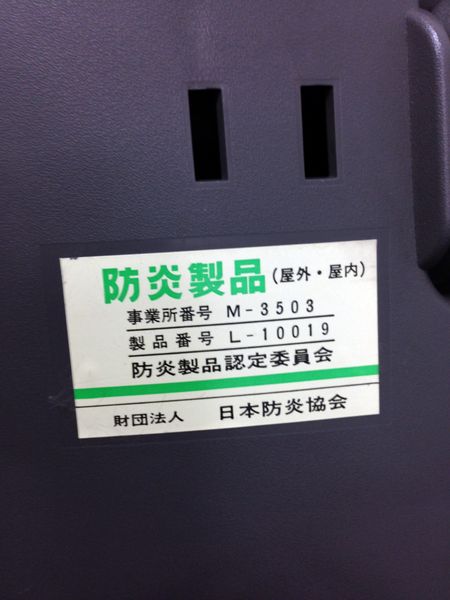 防炎製品(屋外・屋内)
事業所番号 M-3503
製品番号 L-10019
防炎製品認定委員会
財団法人 日本防炎協会